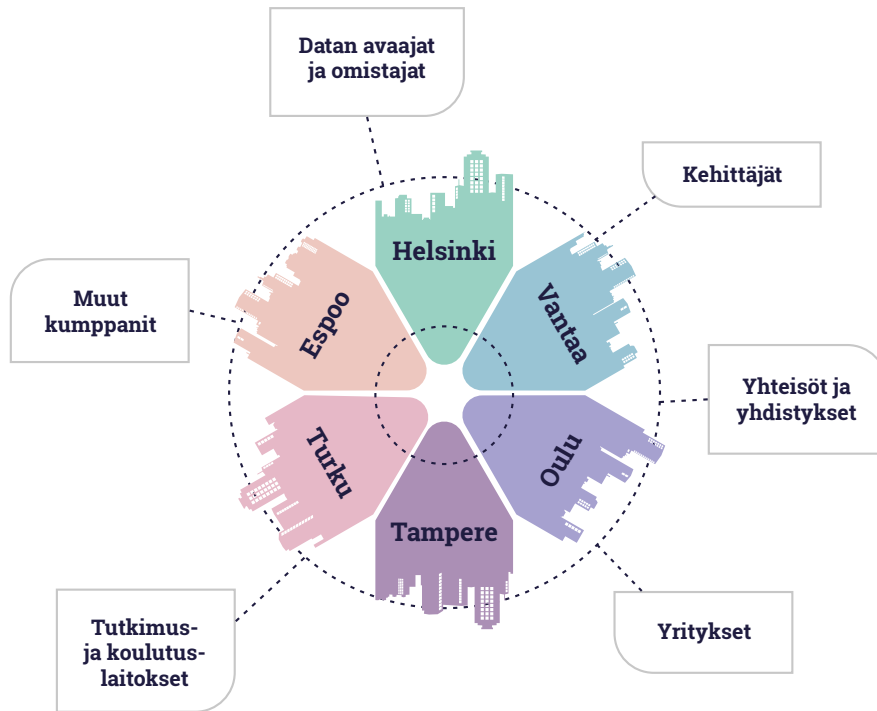 Datan avaajat
ja omistajat
Kehittäjät
Helsinki
Vantaa
Espoo
Muut
kumppanit
Yhteisöt ja
yhdistykset
Oulu
Turku
Tampere
Tutkimus-
ja koulutus-
laitokset
Yritykset